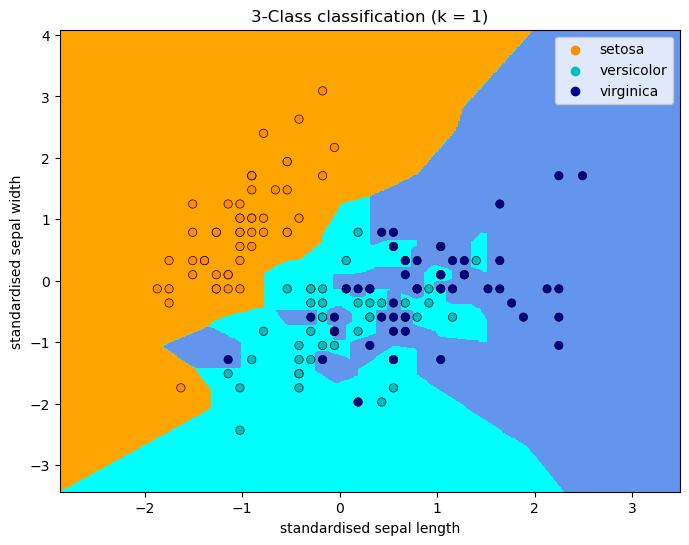 3-Class classification (k = 1)
setosa
versicolor
virginica
standardised sepal width
4
3
2
1
0
−1
−2
−3
−2
−1
0
1
2
3
standardised sepal length